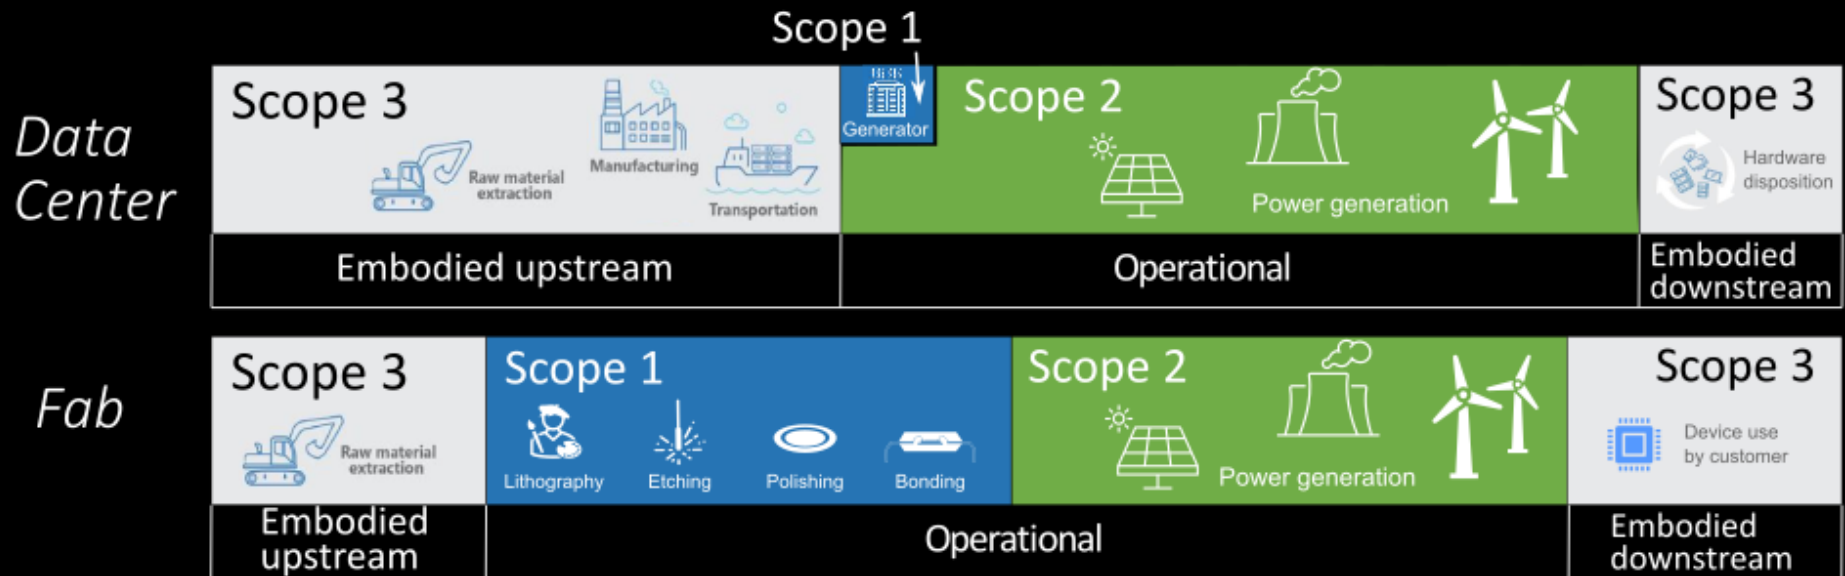 Scope 1
Data
Center
Scope 3
Raw material
extraction
Manufacturing
Transportation
Generator
Scope 2
Power generation
Scope 3
Hardware
disposition
Embodied upstream
Operational
Embodied
downstream
Fab
Scope 3
Raw material
extraction
Scope 1
Lithography
Etching
Polishing
Bonding
Scope 2
Power generation
Scope 3
Device use
by customer
Embodied
upstream
Operational
Embodied
downstream